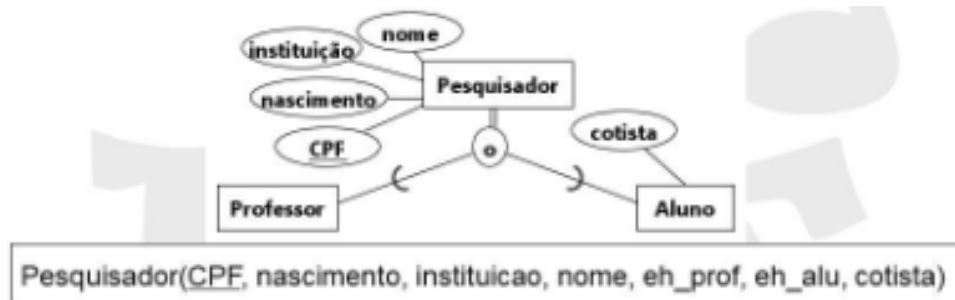 nome
instituição
Pesquisador
nascimento
CPF
cotista
o
Professor
Aluno
Pesquisador(CPF, nascimento, instituicao, nome, eh_prof, eh_alu, cotista)